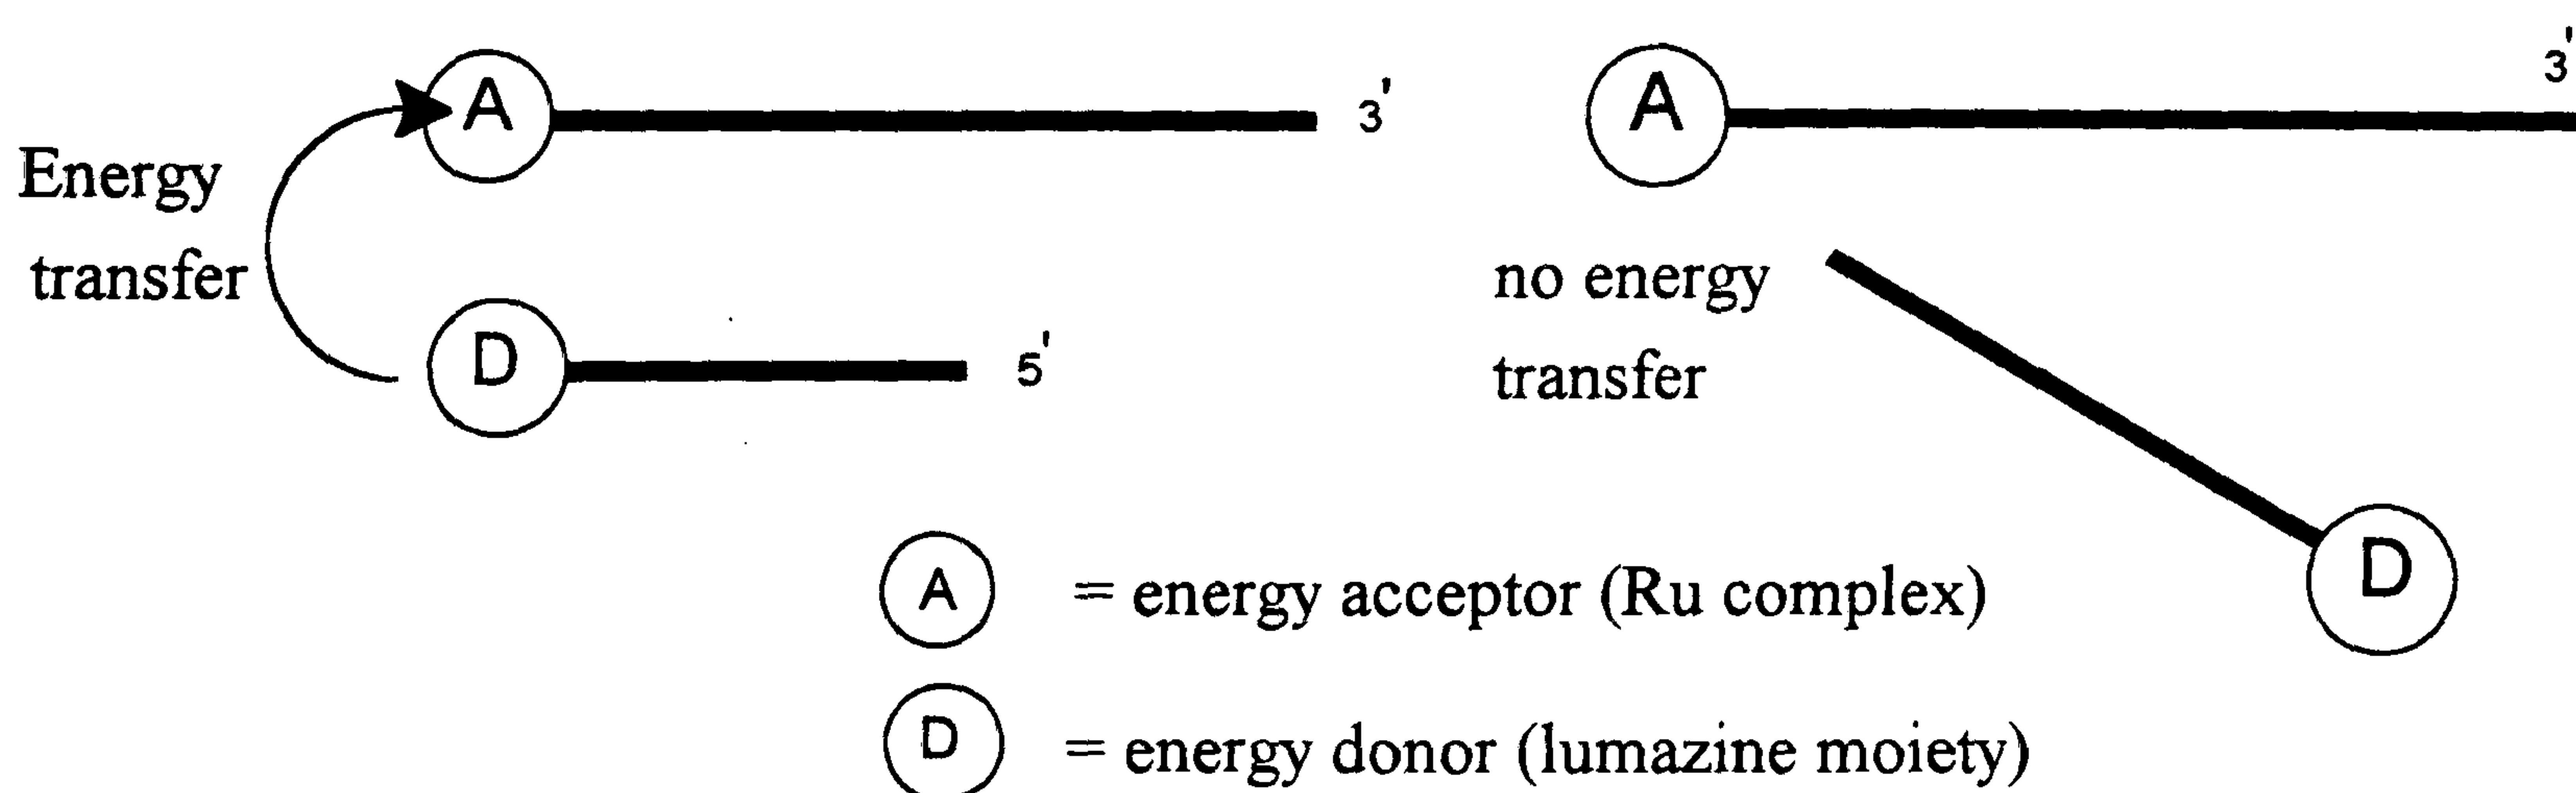 A 3'
Energy
transfer
D 5'
A 3'
no energy
transfer
D
A = energy acceptor (Ru complex)
D = energy donor (lumazine moiety)